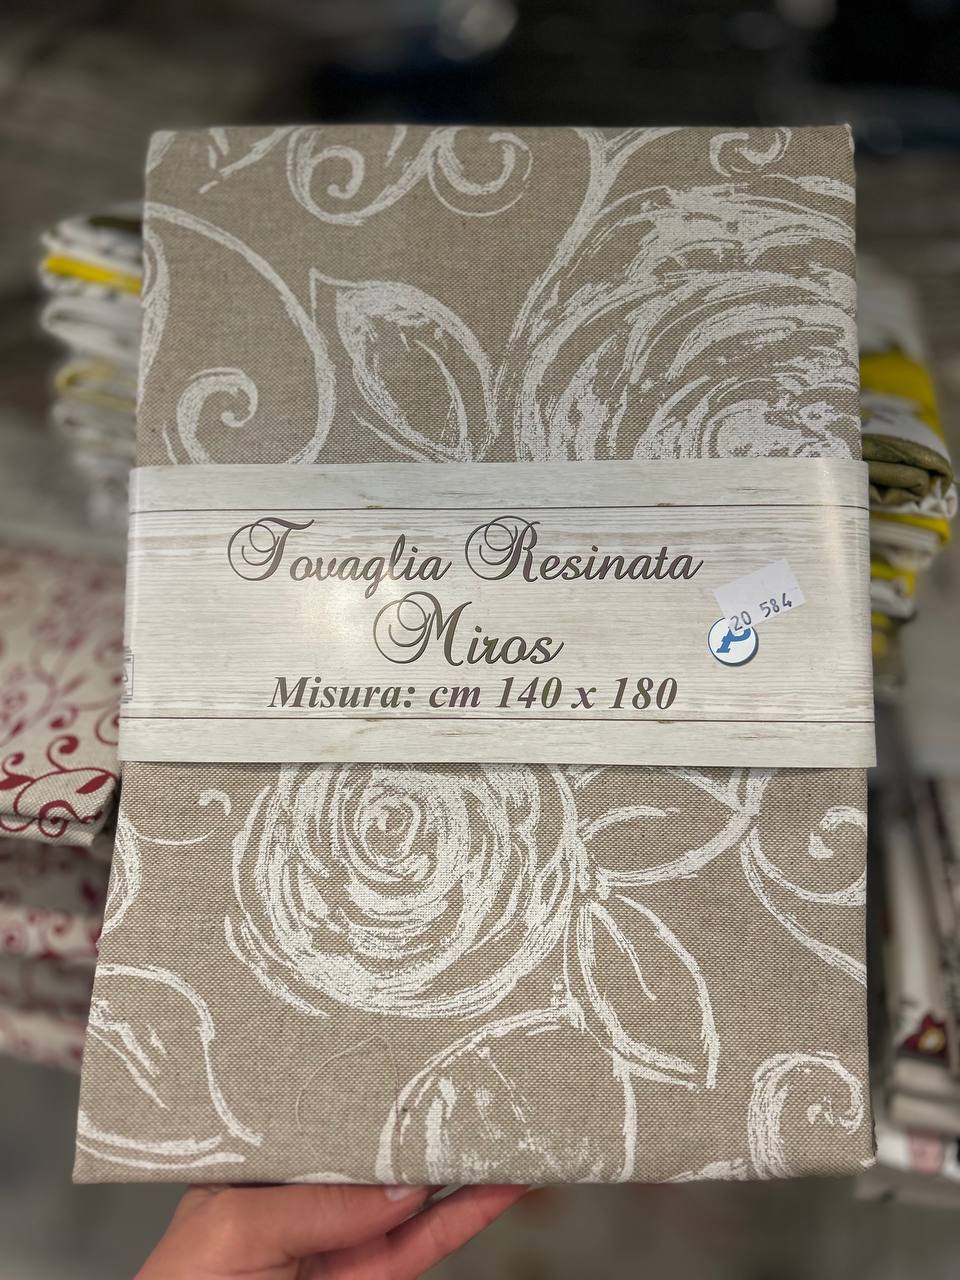 Tovaglia Resinata
Miros
Misura: cm 140 x 180
20 584